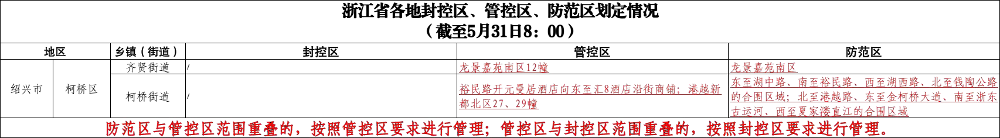 浙江省各地封控区、管控区、防范区划定情况
（截至5月31日8：00）
地区 乡镇（街道） 封控区 管控区 防范区
绍兴市 柯桥区 齐贤街道 / 龙景嘉苑南区12幢 龙景嘉苑南区
柯桥街道 / 裕民路开元曼居酒店向东至汇8酒店沿街商铺；港越新
都北区27、29幢
东至湖中路、南至裕民路、西至湖西路、北至钱陶公路
的合围区域；北至港越路、东至金柯桥大道、南至浙东
古运河、西至夏家溇直江的合围区域
防范区与管控区范围重叠的，按照管控区要求进行管理；管控区与封控区范围重叠的，按照封控区要求进行管理。